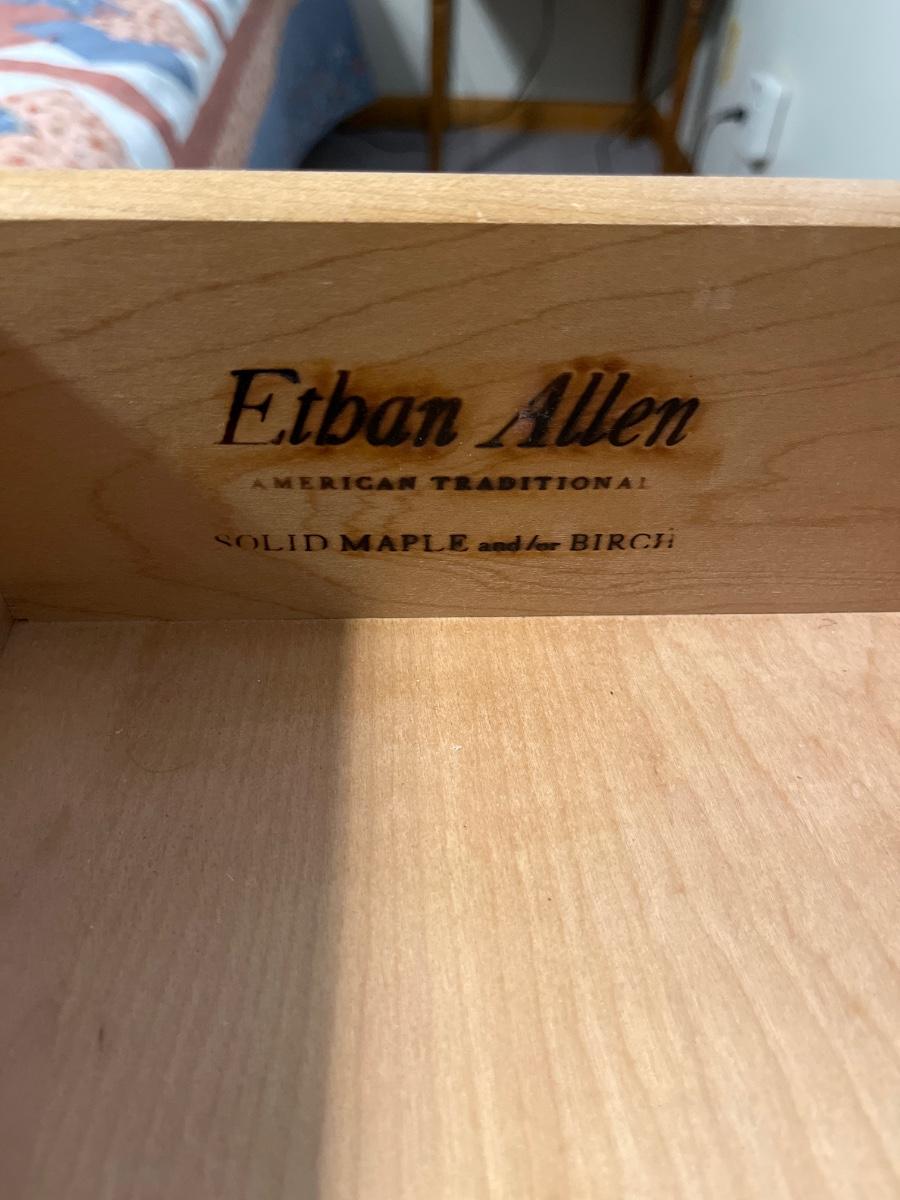 Ethan Allen
AMERICAN TRADITIONAL
SOLID MAPLE and/or BIRCH